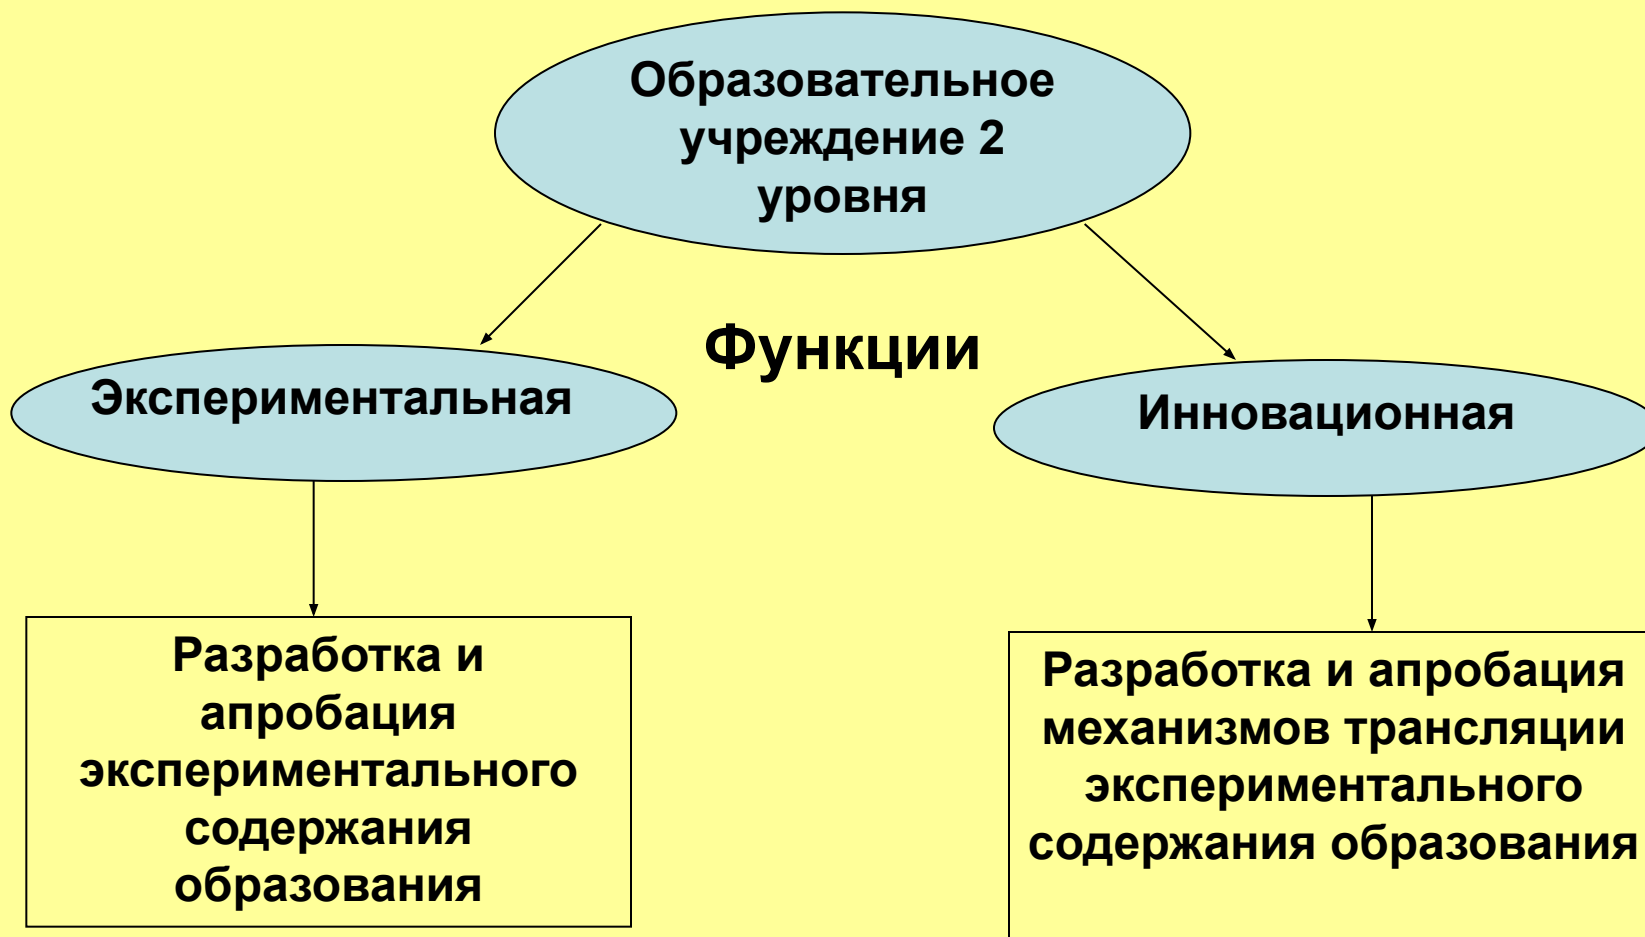 Образовательное
учреждение 2
уровня
Функции
Экспериментальная
Инновационная
Разработка и
апробация
экспериментального
содержания
образования
Разработка и апробация
механизмов трансляции
экспериментального
содержания образования